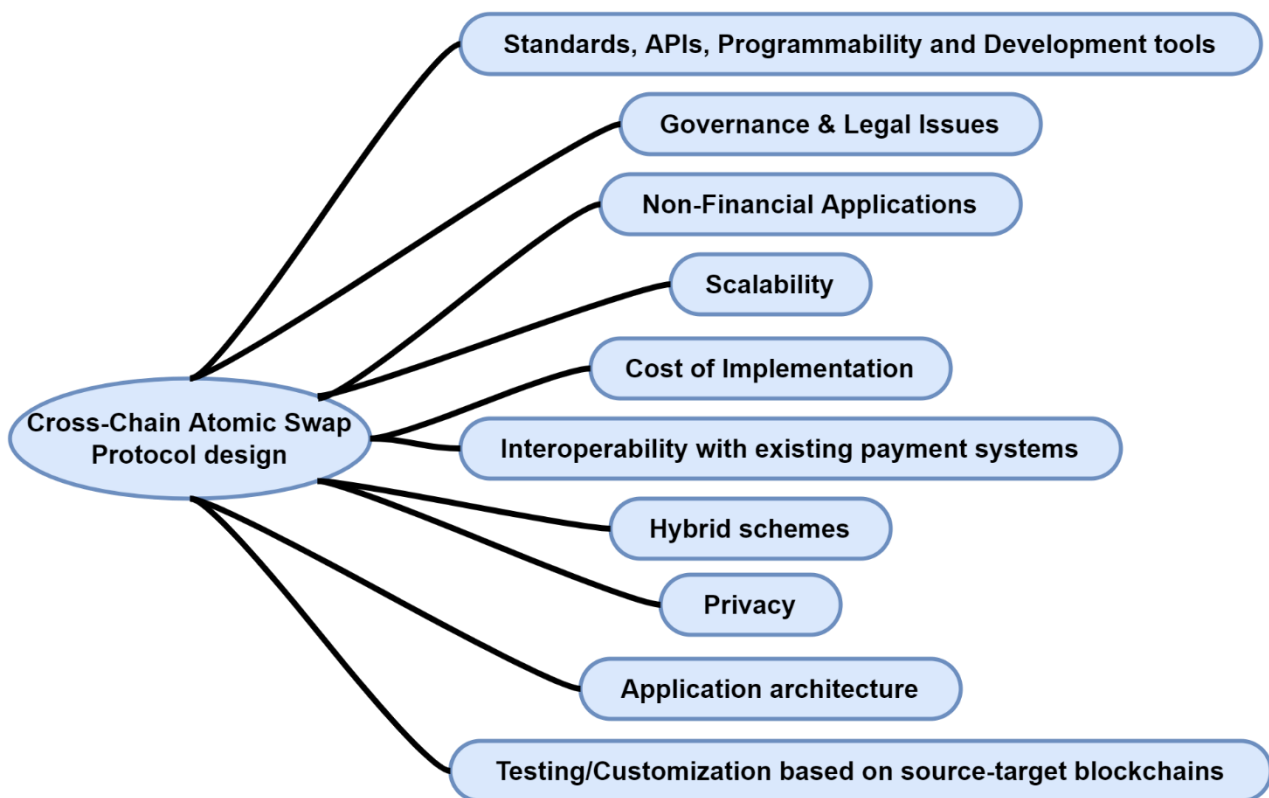 Standards, APIs, Programmability and Development tools
Governance & Legal Issues
Non-Financial Applications
Scalability
Cost of Implementation
Cross-Chain Atomic Swap
Protocol design
Interoperability with existing payment systems
Hybrid schemes
Privacy
Application architecture
Testing/Customization based on source-target blockchains